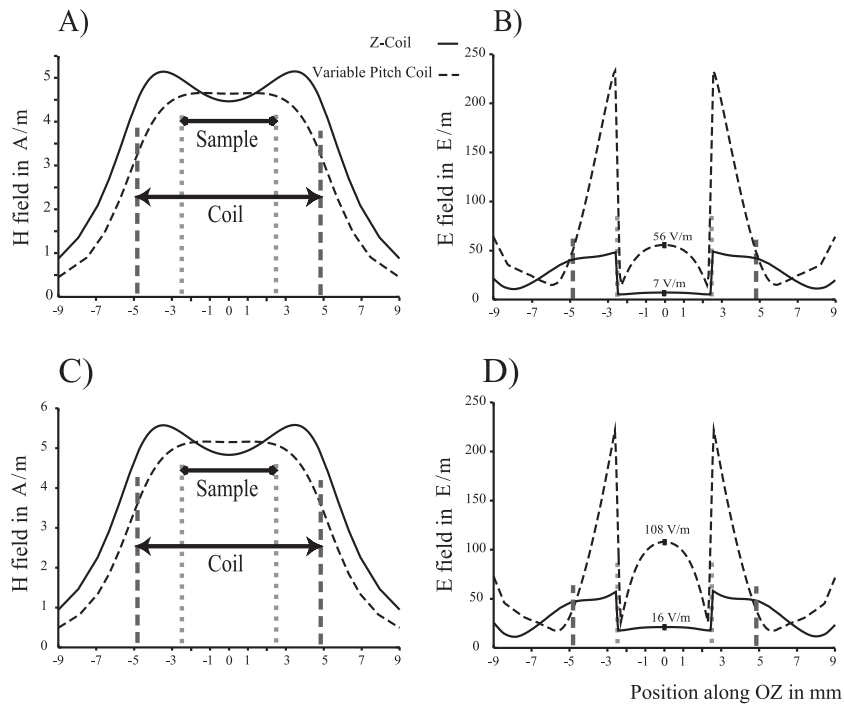 A)
B)
Z-Coil
Variable Pitch Coil
H field in A/m
5
4
3
2
1
0
Sample
Coil
-9 -7 -5 -3 -1 0 1 3 5 7 9
E field in E/m
250
200
150
100
50
0
56 V/m
7 V/m
-9 -7 -5 -3 -1 0 1 3 5 7 9
C)
D)
H field in A/m
6
5
4
3
2
1
0
Sample
Coil
-9 -7 -5 -3 -1 0 1 3 5 7 9
E field in E/m
250
200
150
100
50
0
108 V/m
16 V/m
-9 -7 -5 -3 -1 0 1 3 5 7 9
Position along OZ in mm